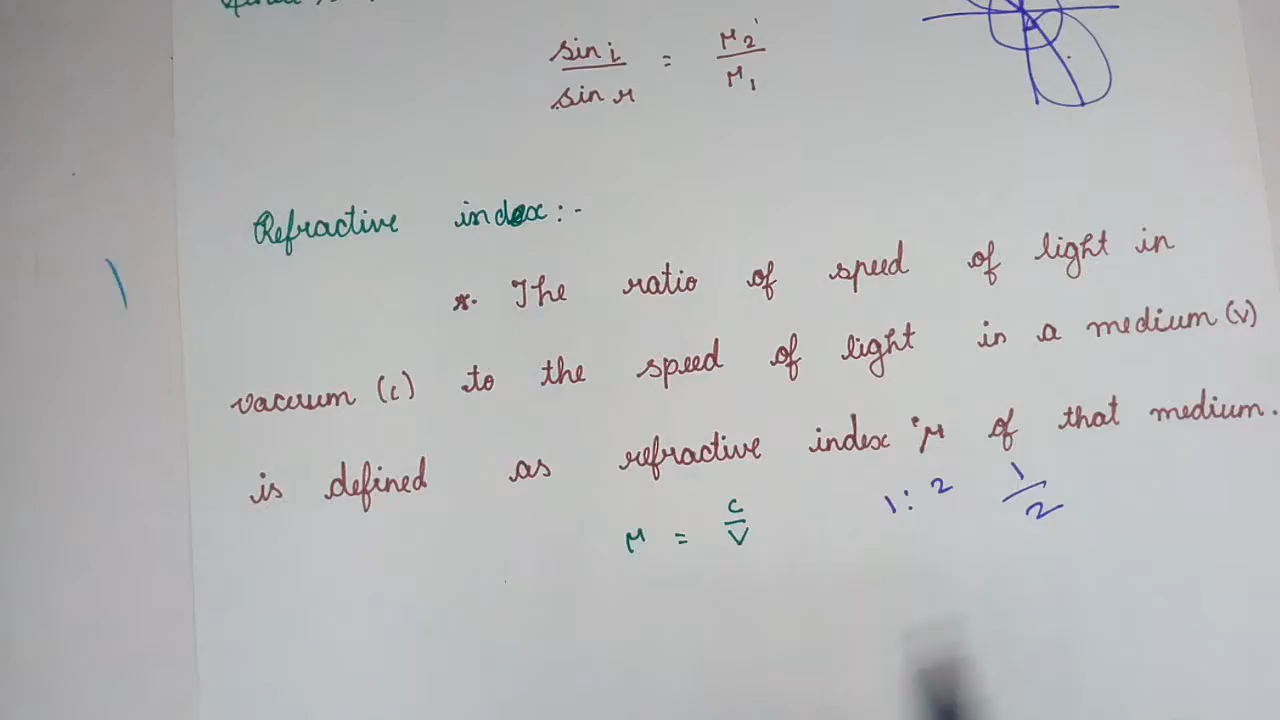 sin i / sin r = μ2 / μ1
Refractive index:-
*. The ratio of speed of light in
vacuum (c) to the speed of light in a medium (v)
is defined as refractive index 'μ of that medium.
μ = c/v 1:2 1/2